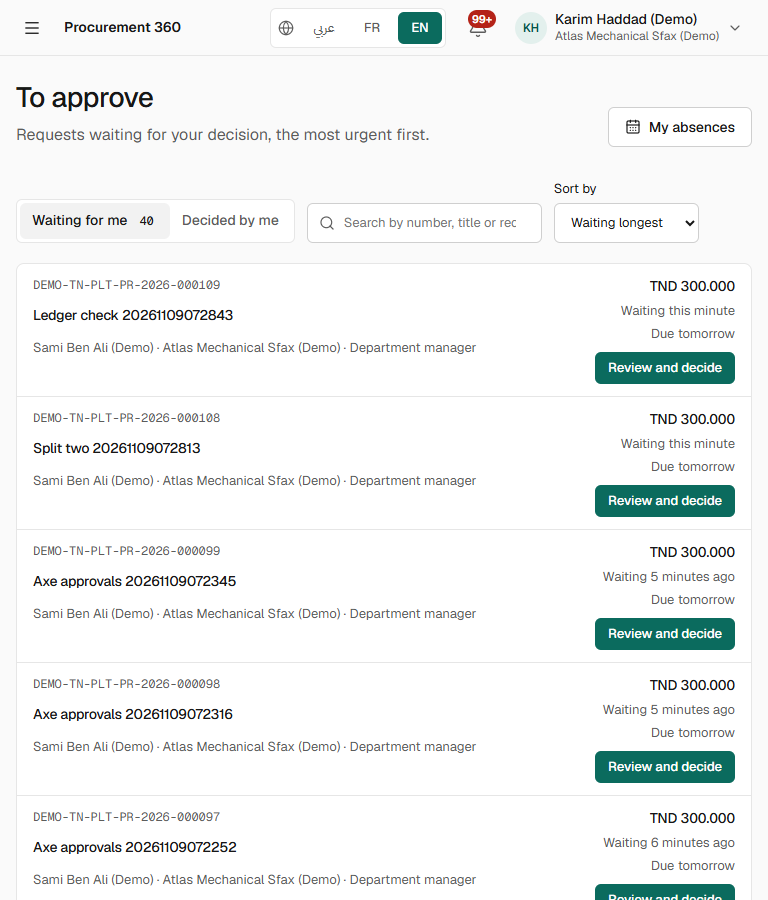 Procurement 360
عربي
FR
EN
99+
KH
Karim Haddad (Demo)
Atlas Mechanical Sfax (Demo)
To approve
Requests waiting for your decision, the most urgent first.
My absences
Sort by
Waiting for me 40
Decided by me
Search by number, title or rec
Waiting longest
DEMO-TN-PLT-PR-2026-000109
TND 300.000
Ledger check 20261109072843
Waiting this minute
Sami Ben Ali (Demo) · Atlas Mechanical Sfax (Demo) · Department manager
Due tomorrow
Review and decide
DEMO-TN-PLT-PR-2026-000108
TND 300.000
Split two 20261109072813
Waiting this minute
Sami Ben Ali (Demo) · Atlas Mechanical Sfax (Demo) · Department manager
Due tomorrow
Review and decide
DEMO-TN-PLT-PR-2026-000099
TND 300.000
Axe approvals 20261109072345
Waiting 5 minutes ago
Sami Ben Ali (Demo) · Atlas Mechanical Sfax (Demo) · Department manager
Due tomorrow
Review and decide
DEMO-TN-PLT-PR-2026-000098
TND 300.000
Axe approvals 20261109072316
Waiting 5 minutes ago
Sami Ben Ali (Demo) · Atlas Mechanical Sfax (Demo) · Department manager
Due tomorrow
Review and decide
DEMO-TN-PLT-PR-2026-000097
TND 300.000
Axe approvals 20261109072252
Waiting 6 minutes ago
Sami Ben Ali (Demo) · Atlas Mechanical Sfax (Demo) · Department manager
Due tomorrow
Review and decide